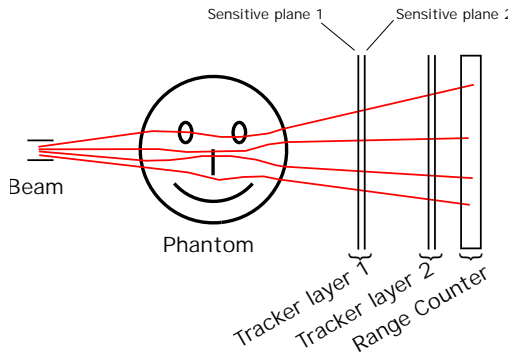 Sensitive plane 1
Sensitive plane 2
Beam
Phantom
Tracker layer 1
Tracker layer 2
Range Counter